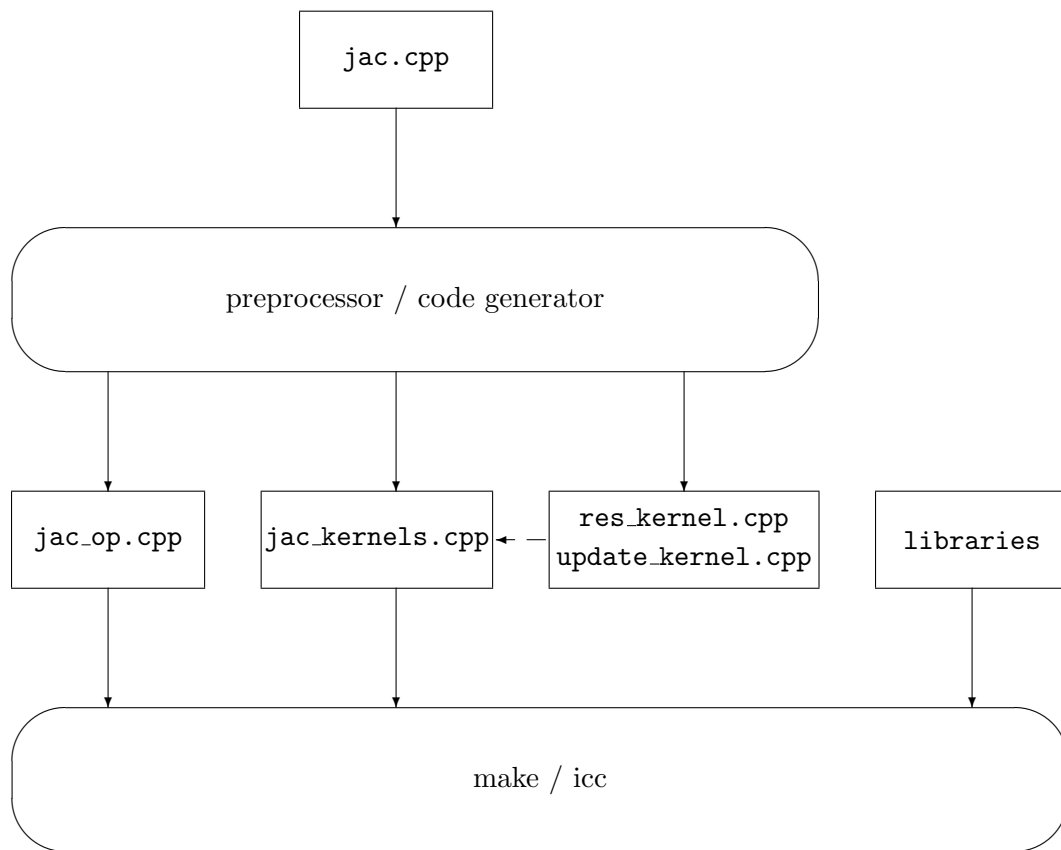 jac.cpp
preprocessor / code generator
jac_op.cpp
jac_kernels.cpp
res_kernel.cpp
update_kernel.cpp
libraries
make / icc